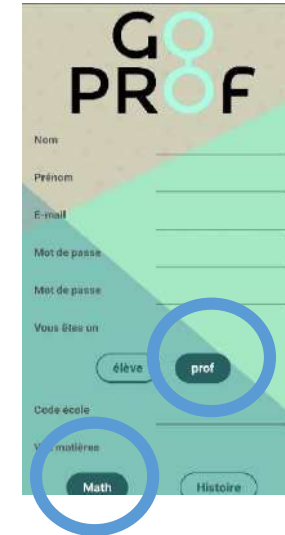 GO
PROF
Nom
Prénom
E-mail
Mot de passe
Mot de passe
Vous êtes un
élève prof
Code école
matières
Math Histoire